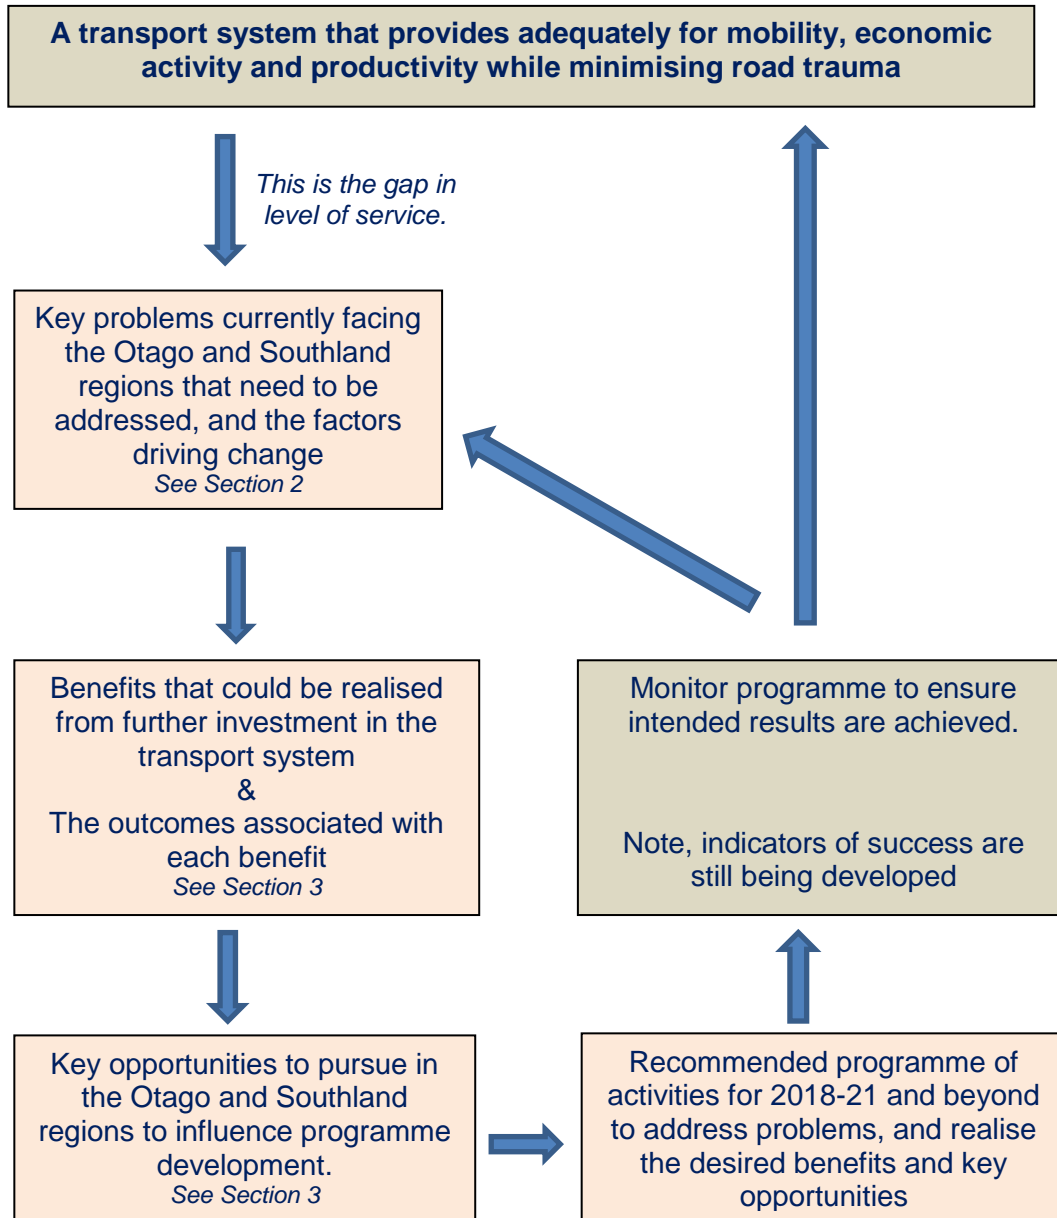 A transport system that provides adequately for mobility, economic
activity and productivity while minimising road trauma
This is the gap in
level of service.
Key problems currently facing
the Otago and Southland
regions that need to be
addressed, and the factors
driving change
See Section 2
Benefits that could be realised
from further investment in the
transport system
&
The outcomes associated with
each benefit
See Section 3
Monitor programme to ensure
intended results are achieved.
Note, indicators of success are
still being developed
Key opportunities to pursue in
the Otago and Southland
regions to influence programme
development.
See Section 3
Recommended programme of
activities for 2018-21 and beyond
to address problems, and realise
the desired benefits and key
opportunities